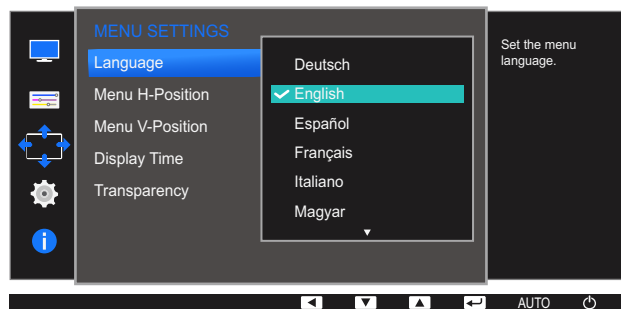 MENU SETTINGS
Language
Menu H-Position
Menu V-Position
Display Time
Transparency
Deutsch
English
Español
Français
Italiano
Magyar
Set the menu
language.
AUTO